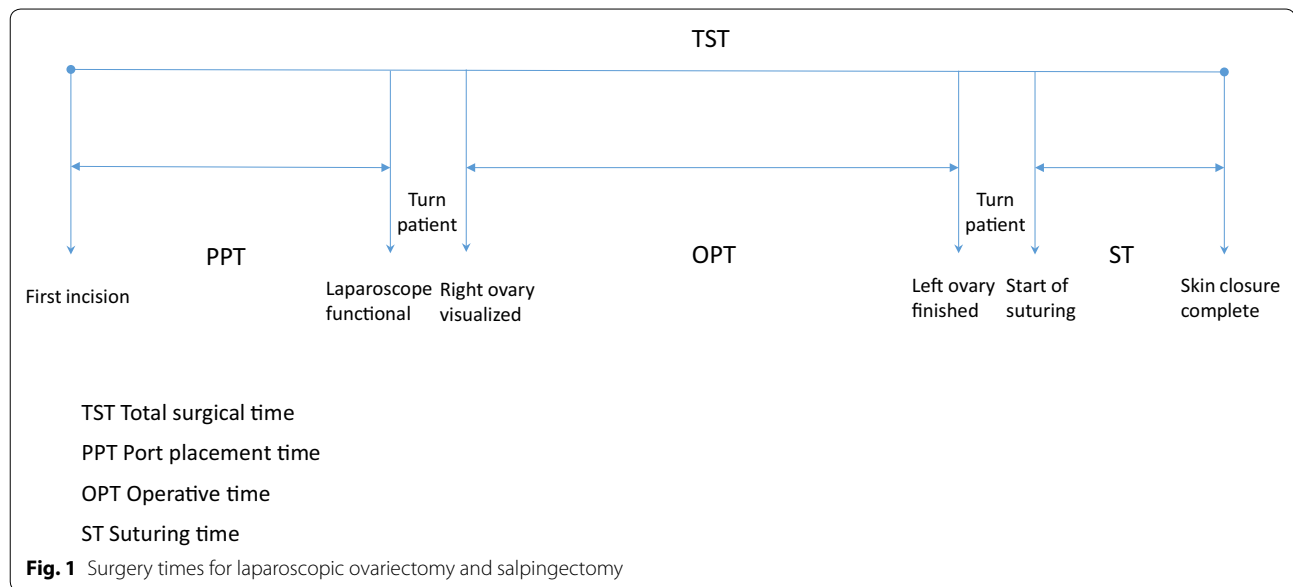 TST
Turn
patient
Turn
patient
PPT
OPT
ST
First incision
Laparoscope
functional
Right ovary
visualized
Left ovary
finished
Start of
suturing
Skin closure
complete
TST Total surgical time
PPT Port placement time
OPT Operative time
ST Suturing time
Fig. 1 Surgery times for laparoscopic ovariectomy and salpingectomy